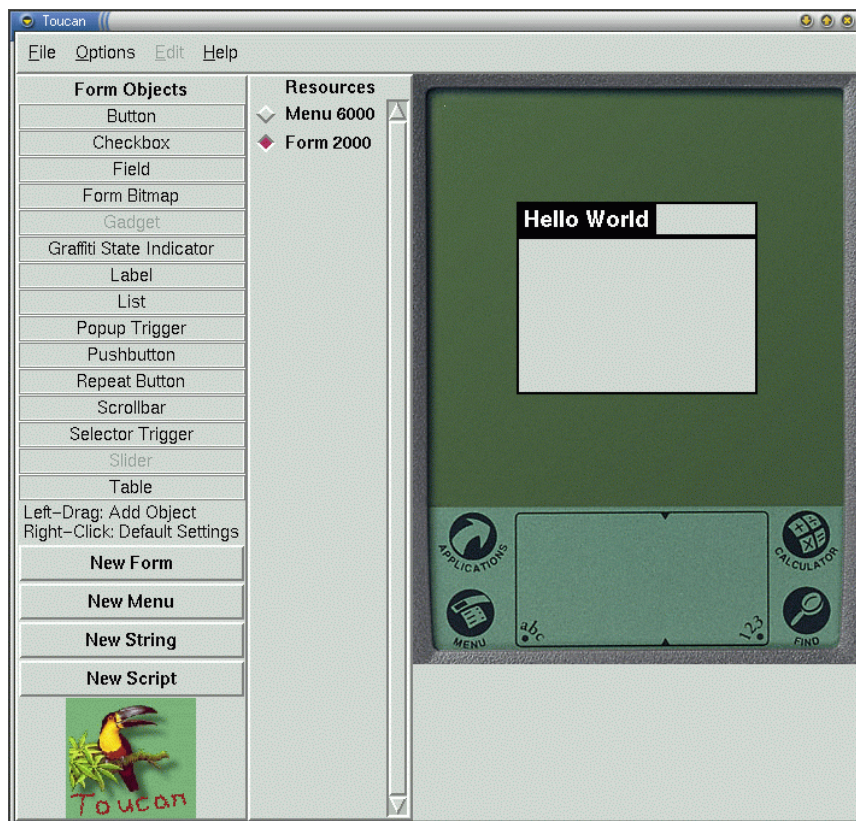 Toucan
File Options Edit Help
Form Objects
Button
Checkbox
Field
Form Bitmap
Gadget
Graffiti State Indicator
Label
List
Popup Trigger
Pushbutton
Repeat Button
Scrollbar
Selector Trigger
Slider
Table
Left-Drag: Add Object
Right-Click: Default Settings
New Form
New Menu
New String
New Script
Toucan
Resources
Menu 6000
Form 2000
Hello World
APPLICATIONS
CALCULATOR
MENU
abc
123
FIND